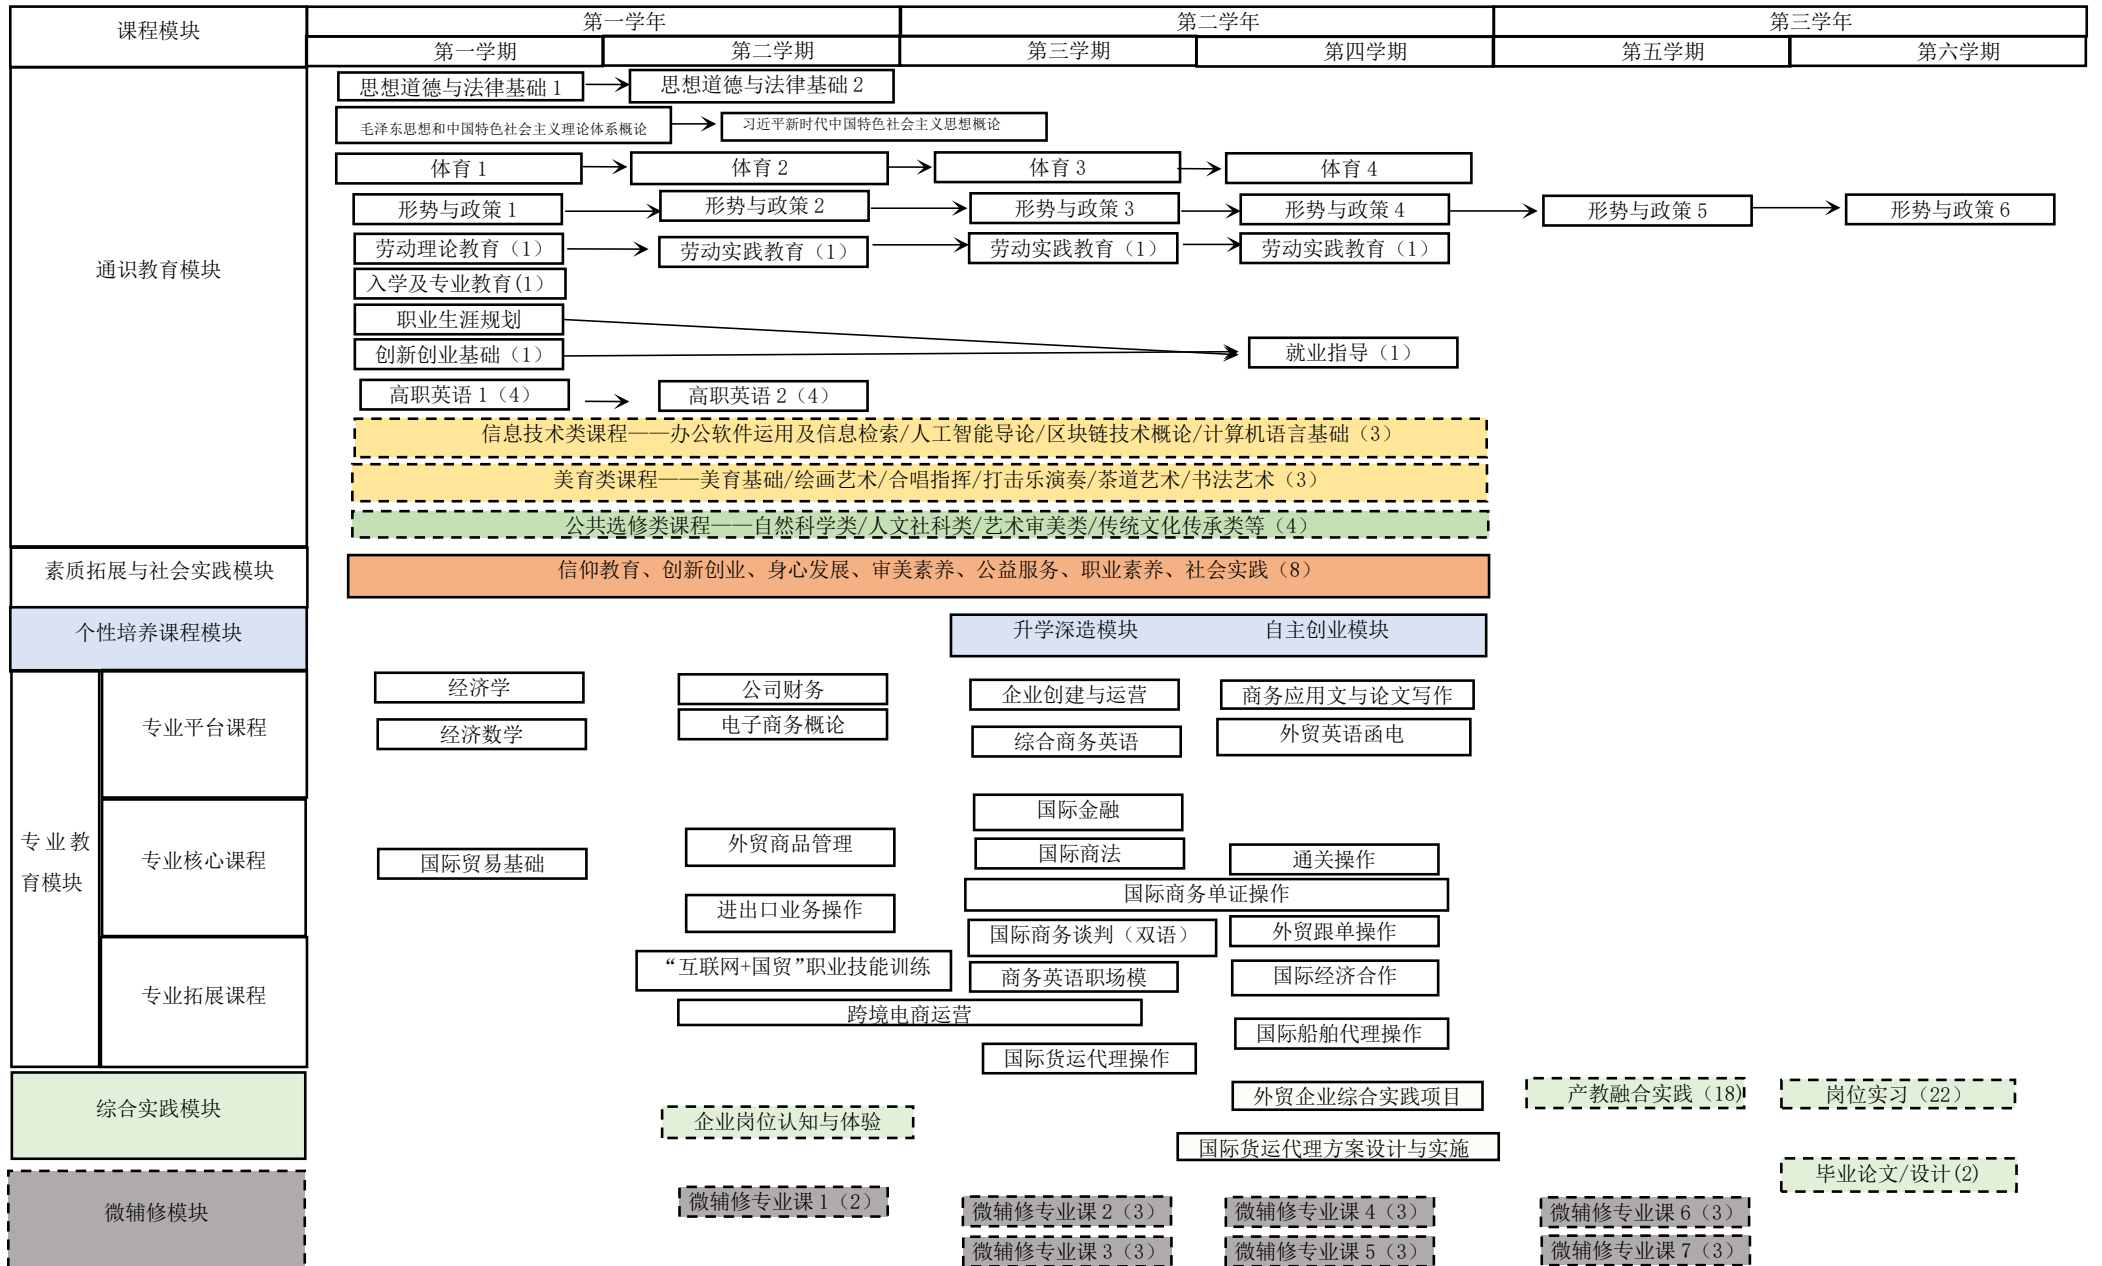 课程模块
第一学年
第二学年
第三学年
第一学期
第二学期
第三学期
第四学期
第五学期
第六学期
通识教育模块
思想道德与法律基础 1
思想道德与法律基础 2
毛泽东思想和中国特色社会主义理论体系概论
习近平新时代中国特色社会主义思想概论
体育 1
体育 2
体育 3
体育 4
形势与政策 1
形势与政策 2
形势与政策 3
形势与政策 4
形势与政策 5
形势与政策 6
劳动理论教育（1）
劳动实践教育（1）
劳动实践教育（1）
劳动实践教育（1）
入学及专业教育(1)
职业生涯规划
创新创业基础（1）
就业指导（1）
高职英语 1（4）
高职英语 2（4）
信息技术类课程——办公软件运用及信息检索/人工智能导论/区块链技术概论/计算机语言基础（3）
美育类课程——美育基础/绘画艺术/合唱指挥/打击乐演奏/茶道艺术/书法艺术（3）
公共选修类课程——自然科学类/人文社科类/艺术审美类/传统文化传承类等（4）
素质拓展与社会实践模块
信仰教育、创新创业、身心发展、审美素养、公益服务、职业素养、社会实践（8）
个性培养课程模块
升学深造模块
自主创业模块
专业教
育模块
专业平台课程
经济学
公司财务
企业创建与运营
商务应用文与论文写作
经济数学
电子商务概论
综合商务英语
外贸英语函电
专业核心课程
国际金融
外贸商品管理
国际商法
国际贸易基础
通关操作
国际商务单证操作
进出口业务操作
国际商务谈判（双语）
外贸跟单操作
专业拓展课程
“互联网+国贸”职业技能训练
商务英语职场模
国际经济合作
跨境电商运营
国际船舶代理操作
国际货运代理操作
综合实践模块
外贸企业综合实践项目
产教融合实践（18)
岗位实习（22）
企业岗位认知与体验
国际货运代理方案设计与实施
毕业论文/设计(2)
微辅修模块
微辅修专业课 1（2）
微辅修专业课 2（3）
微辅修专业课 4（3）
微辅修专业课 6（3）
微辅修专业课 3（3）
微辅修专业课 5（3）
微辅修专业课 7（3）